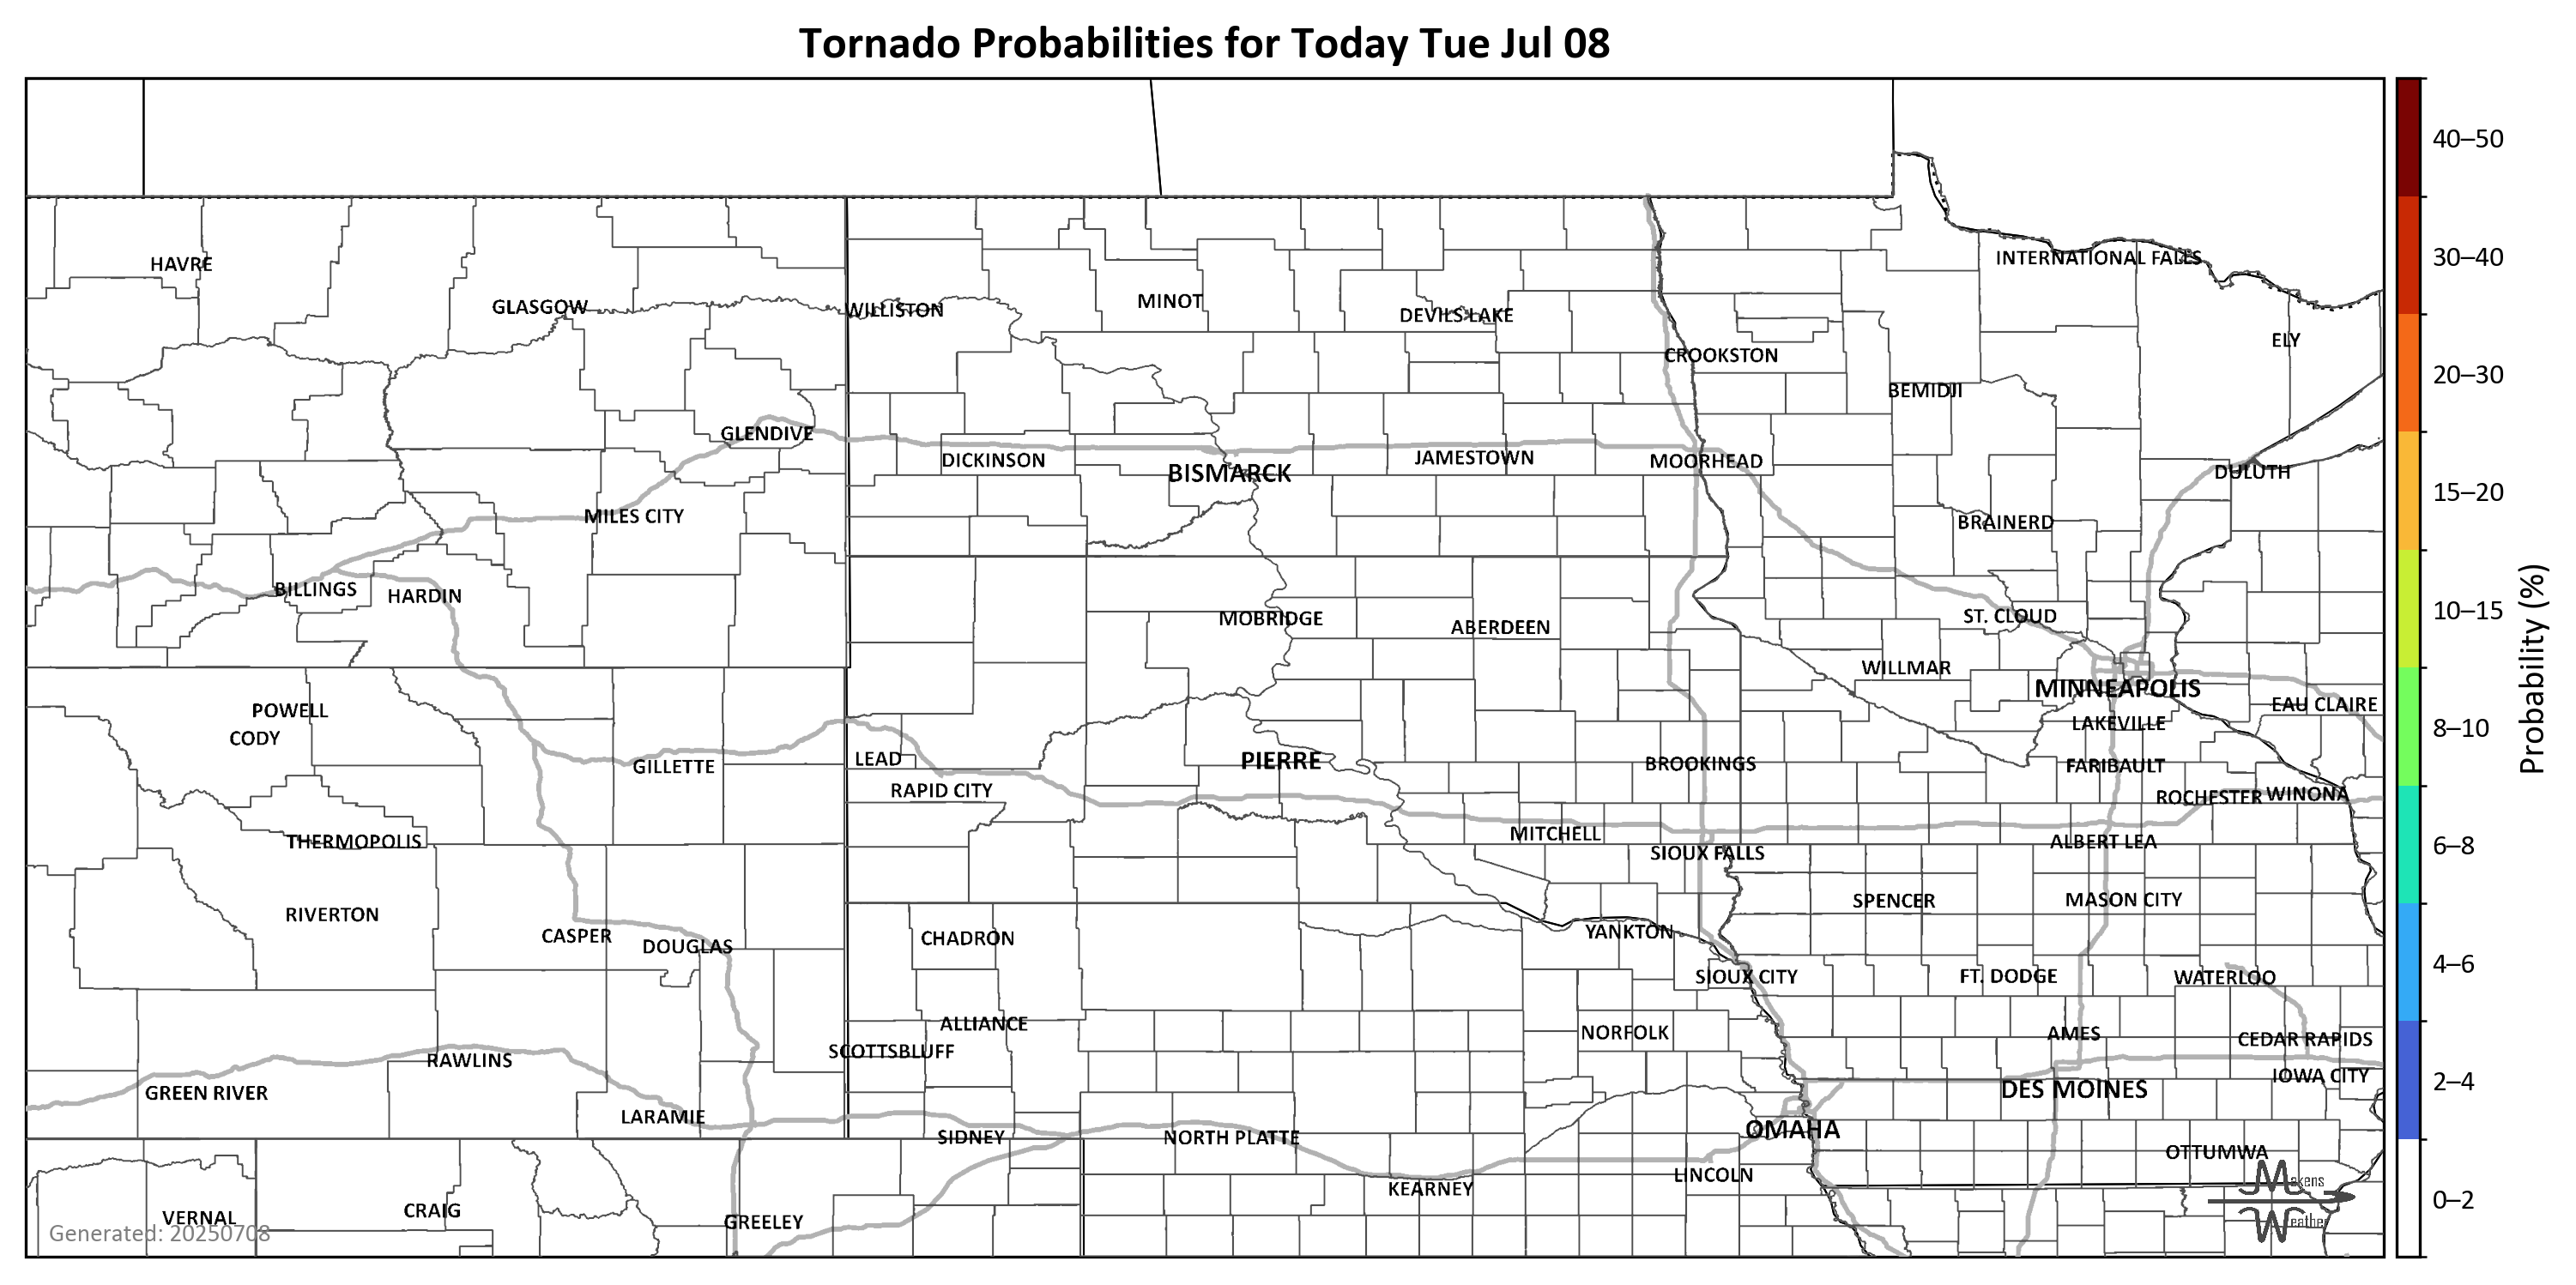 Tornado Probabilities for Today Tue Jul 08
40–50
INTERNATIONAL FALLS
30–40
HAVRE
MINOT
GLASGOW
WILLISTON
DEVILS LAKE
ELY
CROOKSTON
20–30
BEMIDJI
GLENDIVE
DICKINSON
JAMESTOWN
MOORHEAD
BISMARCK
DULUTH
15–20
MILES CITY
BRAINERD
BILLINGS
HARDIN
10–15
ST. CLOUD
MOBRIDGE
ABERDEEN
WILLMAR
Probability (%)
MINNEAPOLIS
EAU CLAIRE
POWELL
LAKEVILLE
8–10
CODY
LEAD
PIERRE
BROOKINGS
GILLETTE
FARIBAULT
RAPID CITY
ROCHESTER
WINONA
MITCHELL
THERMOPOLIS
ALBERT LEA
6–8
SIOUX FALLS
SPENCER
MASON CITY
RIVERTON
YANKTON
CASPER
CHADRON
DOUGLAS
4–6
SIOUX CITY
FT. DODGE
WATERLOO
ALLIANCE
NORFOLK
AMES
CEDAR RAPIDS
SCOTTSBLUFF
RAWLINS
IOWA CITY
2–4
GREEN RIVER
DES MOINES
LARAMIE
OMAHA
SIDNEY
NORTH PLATTE
OTTUMWA
LINCOLN
Makens
KEARNEY
0–2
CRAIG
VERNAL
GREELEY
Weather
Generated: 20250708